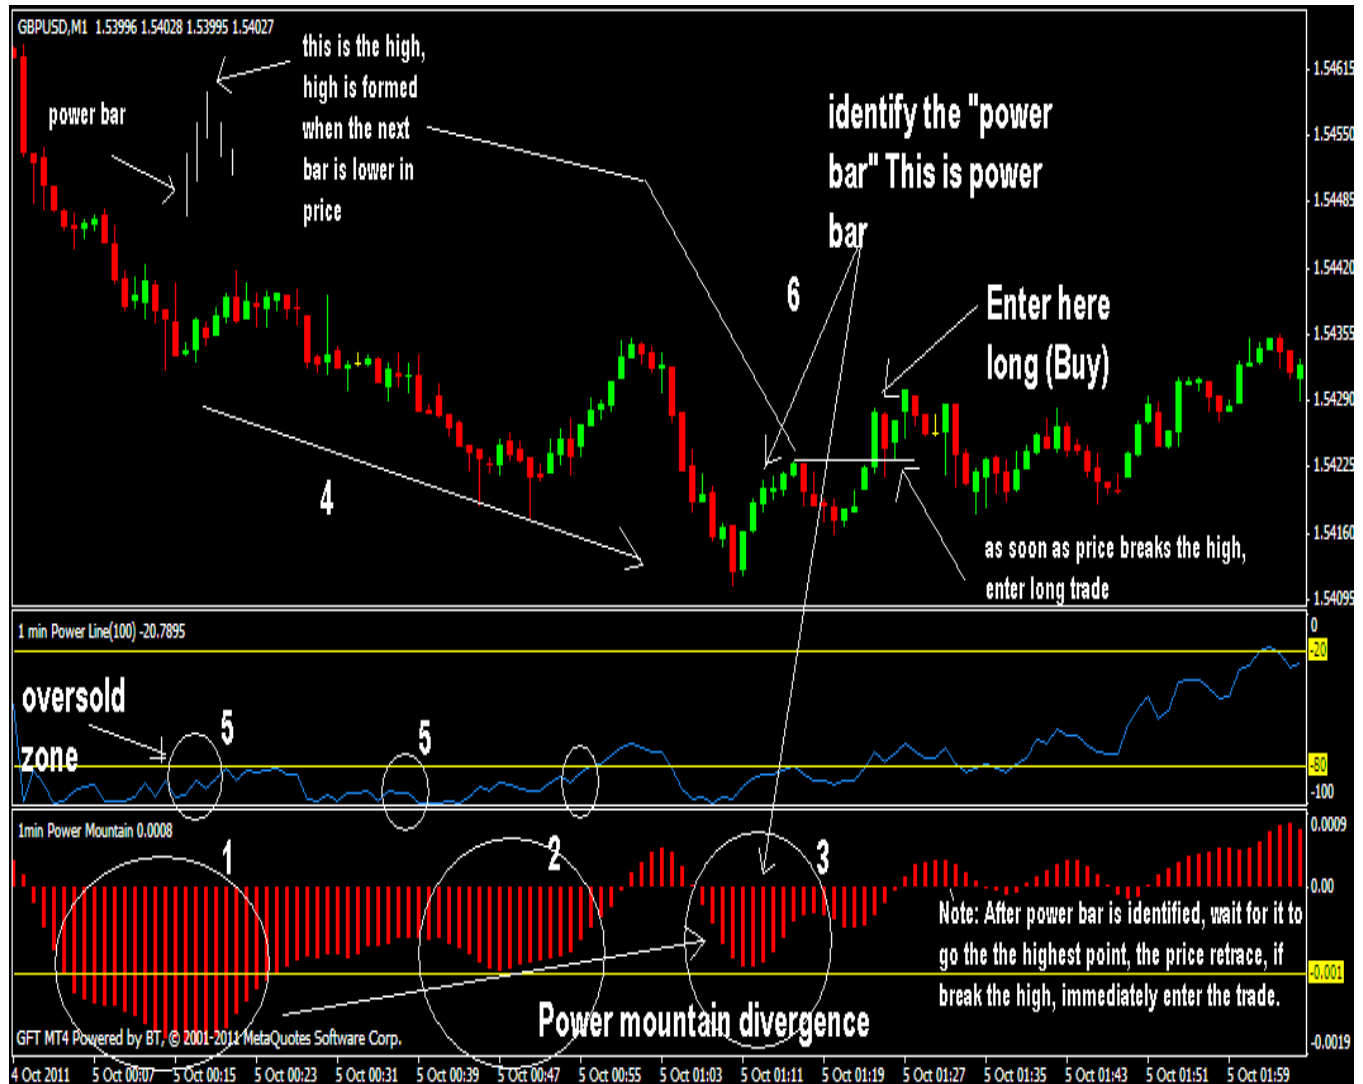 GBPUSD,M1 1.53996 1.54028 1.53995 1.54027
this is the high,
high is formed
when the next
bar is lower in
price
power bar
identify the "power
bar" This is power
bar
6
Enter here
long (Buy)
4
as soon as price breaks the high,
enter long trade
1.54615
1.54550
1.54485
1.54420
1.54355
1.54290
1.54225
1.54160
1.54095
1 min Power Line(100) -20.7895
oversold
zone
5
5
0
-20
-80
-100
1min Power Mountain 0.0008
1
2
3
Note: After power bar is identified, wait for it to
go the the highest point, the price retrace, if
break the high, immediately enter the trade.
Power mountain divergence
0.0009
0.00
-0.001
-0.0019
GFT MT4 Powered by BT, © 2001-2011 MetaQuotes Software Corp.
4 Oct 2011 5 Oct 00:07 5 Oct 00:15 5 Oct 00:23 5 Oct 00:31 5 Oct 00:39 5 Oct 00:47 5 Oct 00:55 5 Oct 01:03 5 Oct 01:11 5 Oct 01:19 5 Oct 01:27 5 Oct 01:35 5 Oct 01:43 5 Oct 01:51 5 Oct 01:59